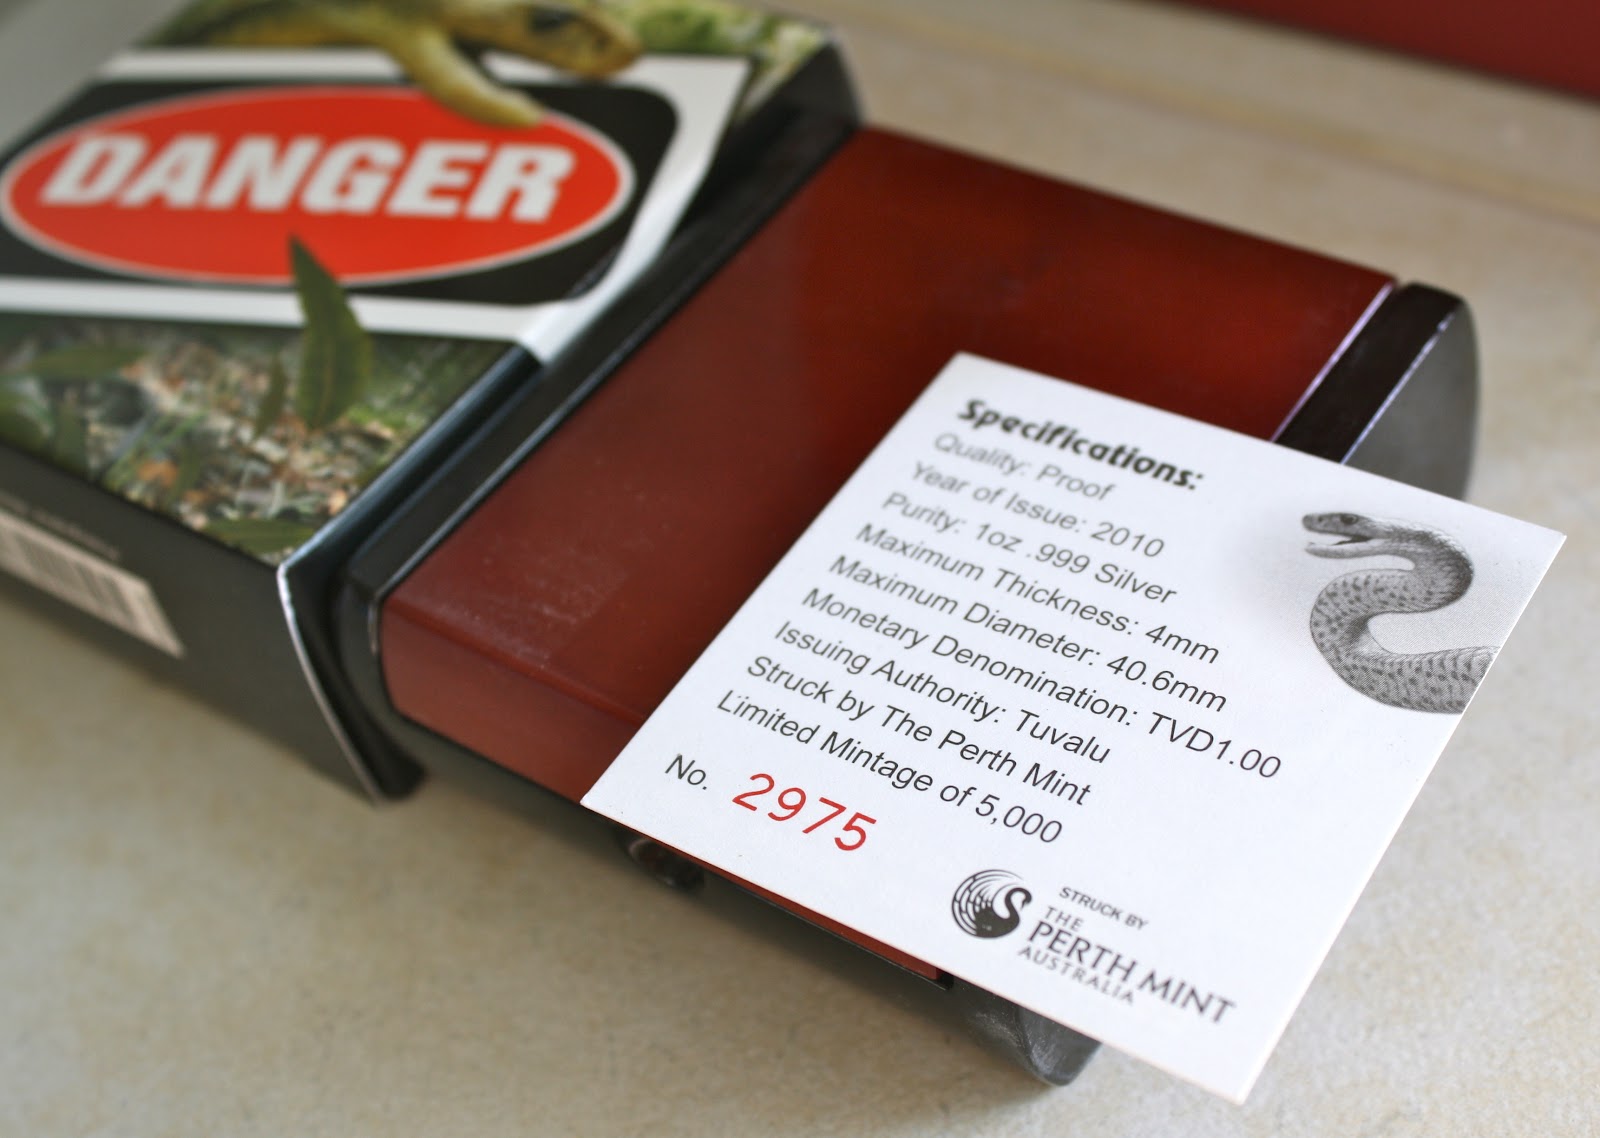 DANGER
Specifications:
Quality: Proof
Year of Issue: 2010
Purity: 1oz .999 Silver
Maximum Thickness: 4mm
Maximum Diameter: 40.6mm
Monetary Denomination: TVD1.00
Issuing Authority: Tuvalu
Struck by The Perth Mint
Limited Mintage of 5,000
No. 2975
STRUCK BY
THE
PERTH MINT
AUSTRALIA